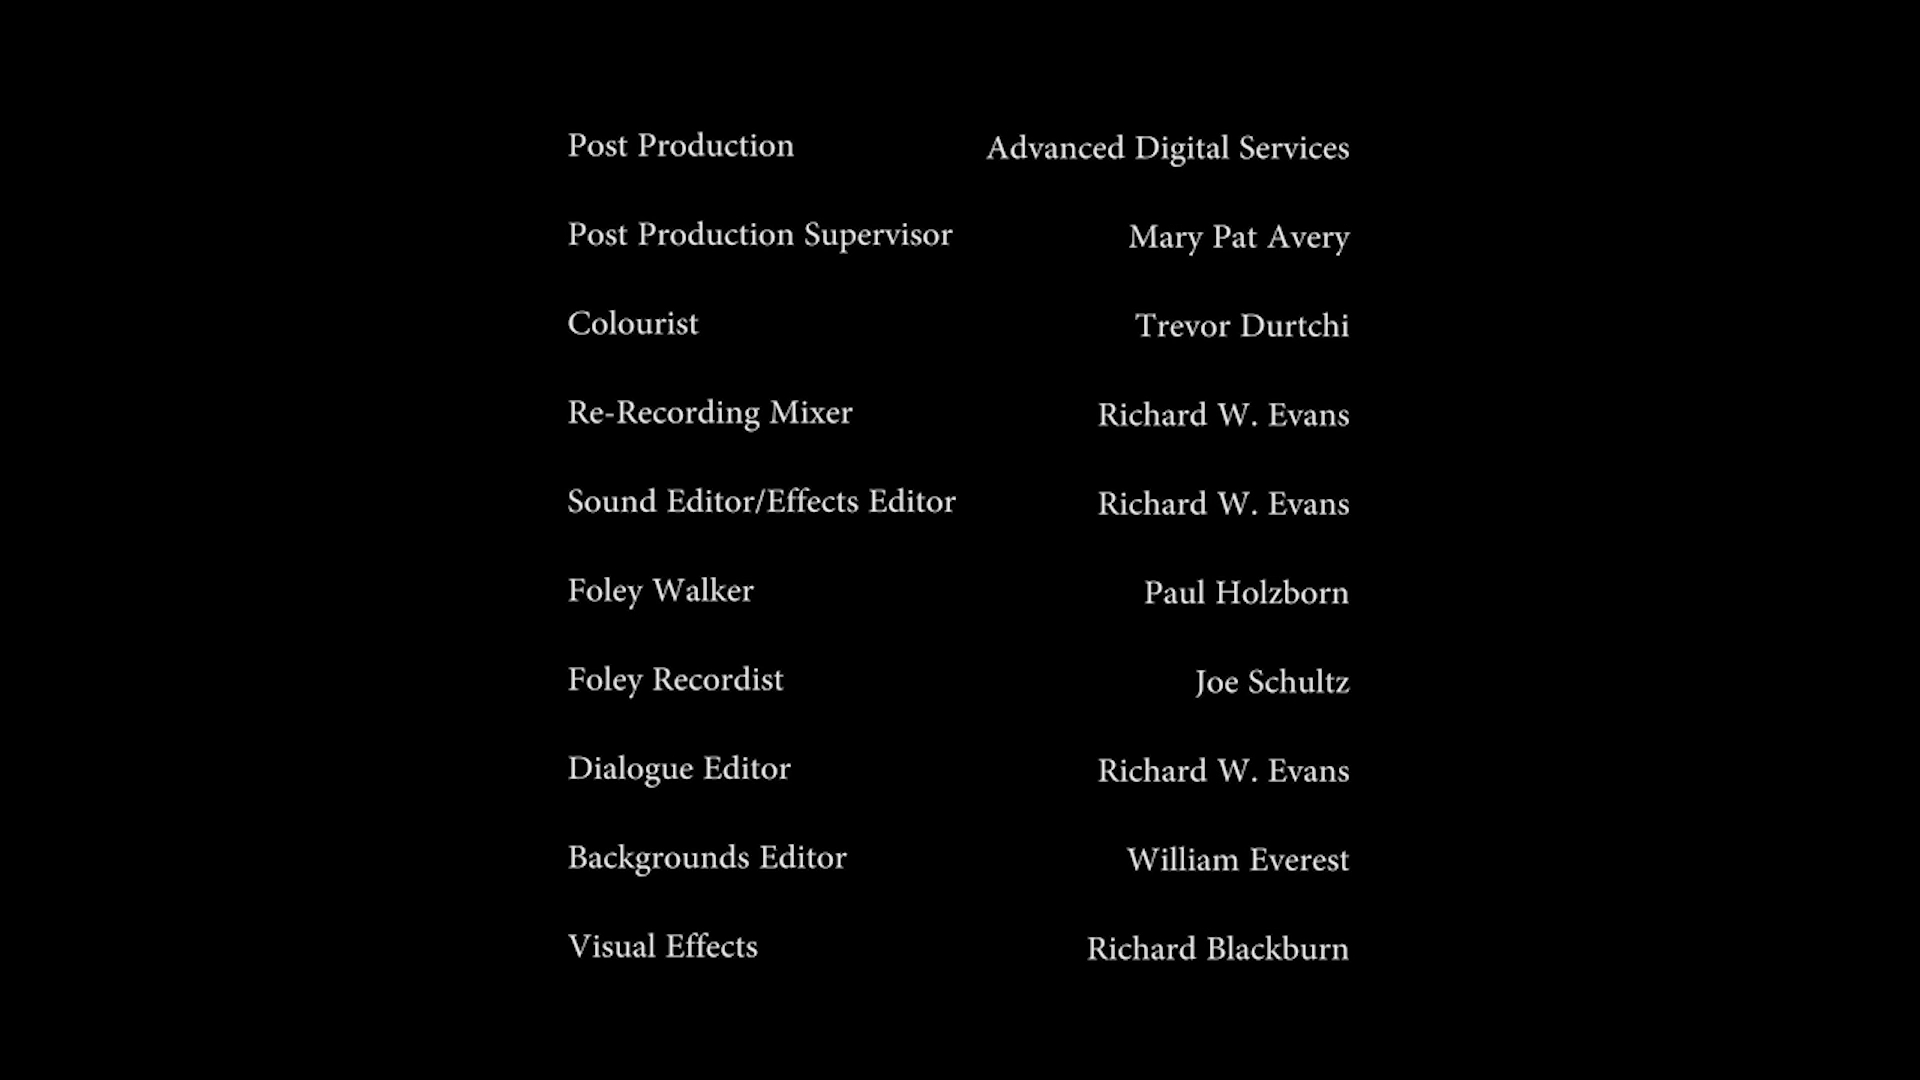 Post Production Advanced Digital Services
Post Production Supervisor Mary Pat Avery
Colourist Trevor Durtchi
Re-Recording Mixer Richard W. Evans
Sound Editor/Effects Editor Richard W. Evans
Foley Walker Paul Holzborn
Foley Recordist Joe Schultz
Dialogue Editor Richard W. Evans
Backgrounds Editor William Everest
Visual Effects Richard Blackburn